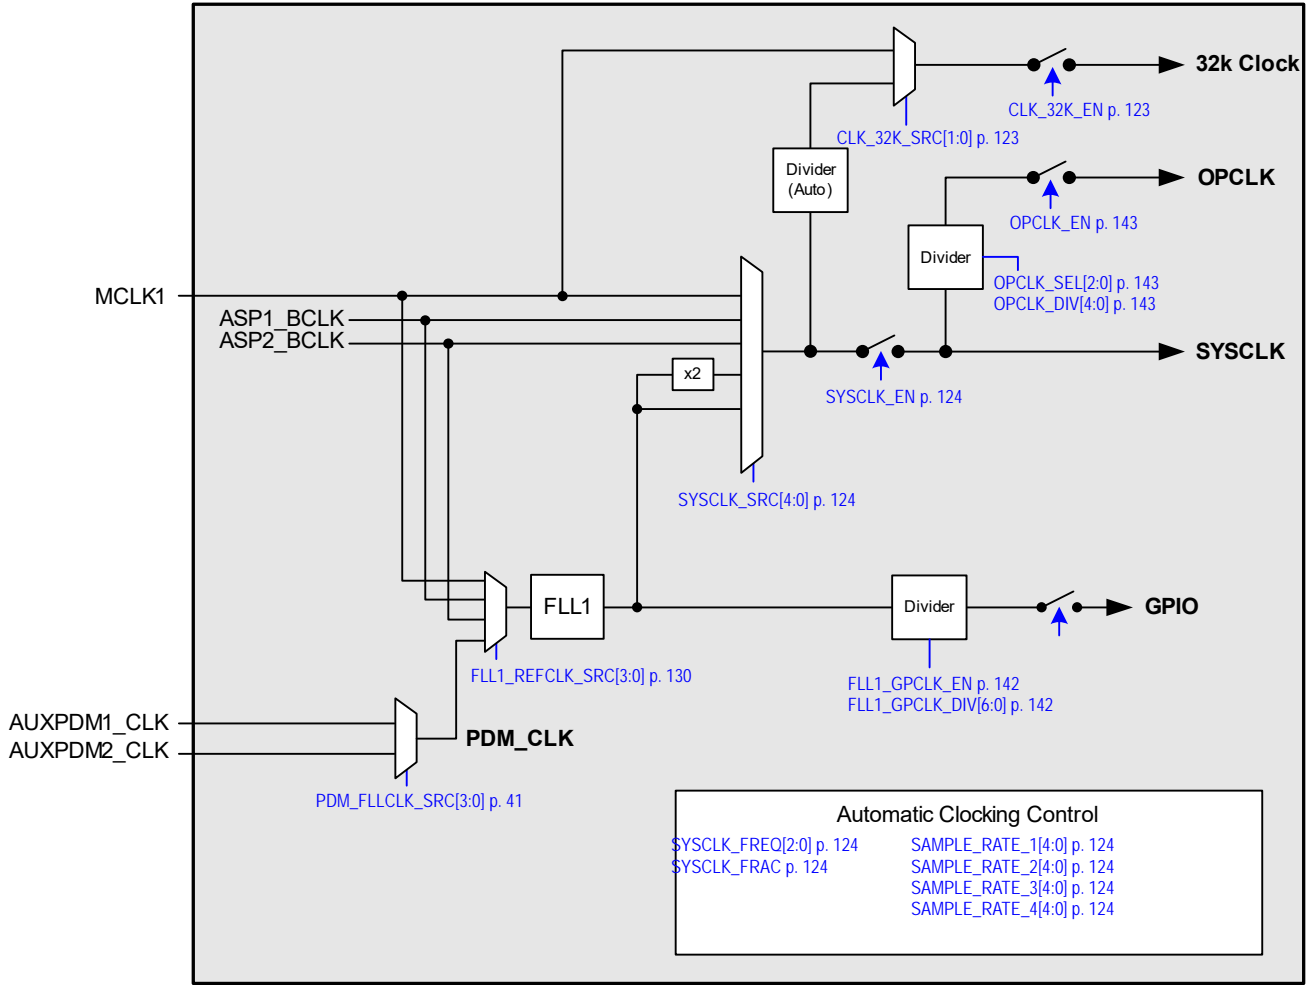 32k Clock
CLK_32K_EN p. 123
CLK_32K_SRC[1:0] p. 123
Divider
(Auto)
OPCLK
OPCLK_EN p. 143
Divider
OPCLK_SEL[2:0] p. 143
OPCLK_DIV[4:0] p. 143
MCLK1
ASP1_BCLK
ASP2_BCLK
x2
SYSCLK
SYSCLK_EN p. 124
SYSCLK_SRC[4:0] p. 124
FLL1
Divider
GPIO
FLL1_REFCLK_SRC[3:0] p. 130
FLL1_GPCLK_EN p. 142
FLL1_GPCLK_DIV[6:0] p. 142
AUXPDM1_CLK
AUXPDM2_CLK
PDM_CLK
PDM_FLLCLK_SRC[3:0] p. 41
Automatic Clocking Control
SYSCLK_FREQ[2:0] p. 124
SYSCLK_FRAC p. 124
SAMPLE_RATE_1[4:0] p. 124
SAMPLE_RATE_2[4:0] p. 124
SAMPLE_RATE_3[4:0] p. 124
SAMPLE_RATE_4[4:0] p. 124